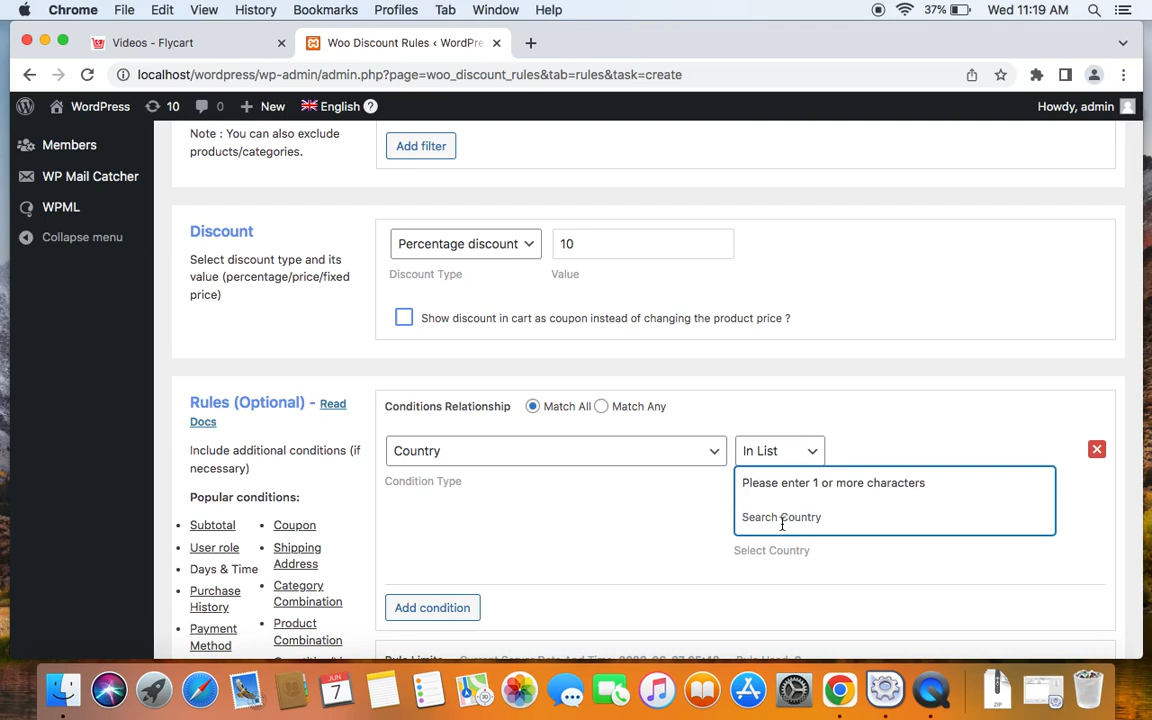 Chrome File Edit View History Bookmarks Profiles Tab Window Help 37% Wed 11:19 AM
Videos - Flycart
Woo Discount Rules ‹ WordPre
localhost/wordpress/wp-admin/admin.php?page=woo_discount_rules&tab=rules&task=create
WordPress 10 0 New English Howdy, admin
Members
WP Mail Catcher
WPML
Collapse menu
Note : You can also exclude
products/categories.
Add filter
Discount
Select discount type and its
value (percentage/price/fixed
price)
Percentage discount 10
Discount Type Value
Show discount in cart as coupon instead of changing the product price ?
Rules (Optional) - Read
Docs
Include additional conditions (if
necessary)
Popular conditions:
Subtotal
User role
Days & Time
Purchase
History
Payment
Method
Coupon
Shipping
Address
Category
Combination
Product
Combination
Conditions Relationship Match All Match Any
Country In List
Condition Type
Please enter 1 or more characters
Search Country
Select Country
Add condition
JUN
7
ZIP